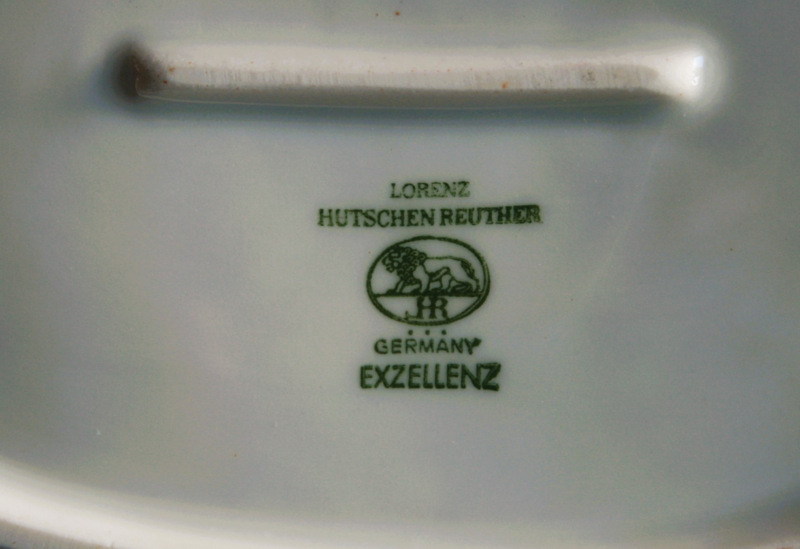 LORENZ
HUTSCHEN REUTHER
HR
GERMANY
EXZELLENZ